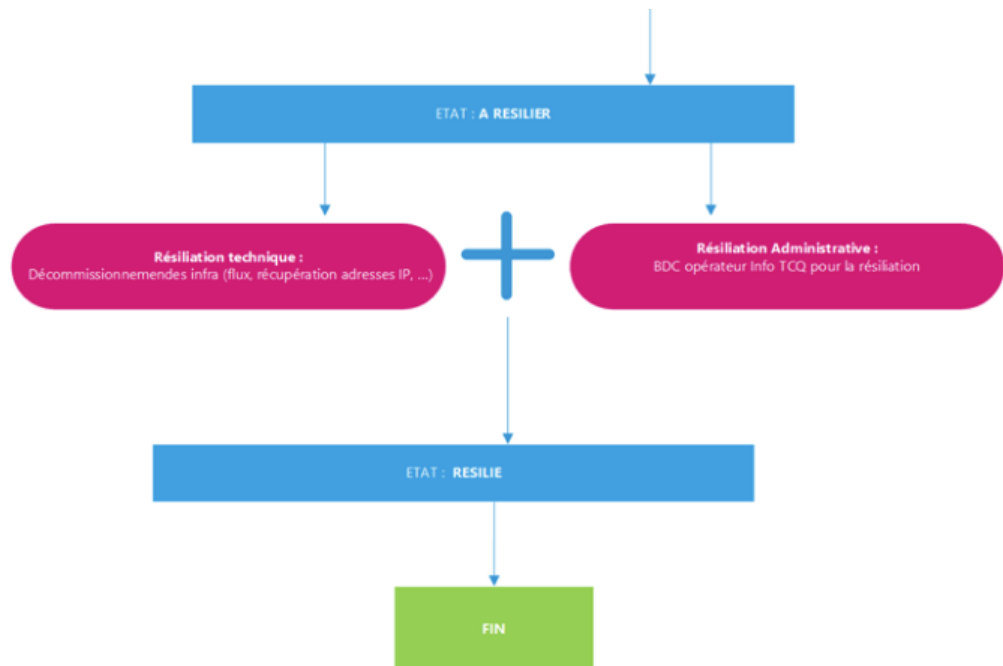 ETAT : A RESILIER
Résiliation technique :
Décommissionnemendes infra (flux, récupération adresses IP, ...)
Résiliation Administrative :
BDC opérateur Info TCQ pour la résiliation
ETAT : RESILIE
FIN